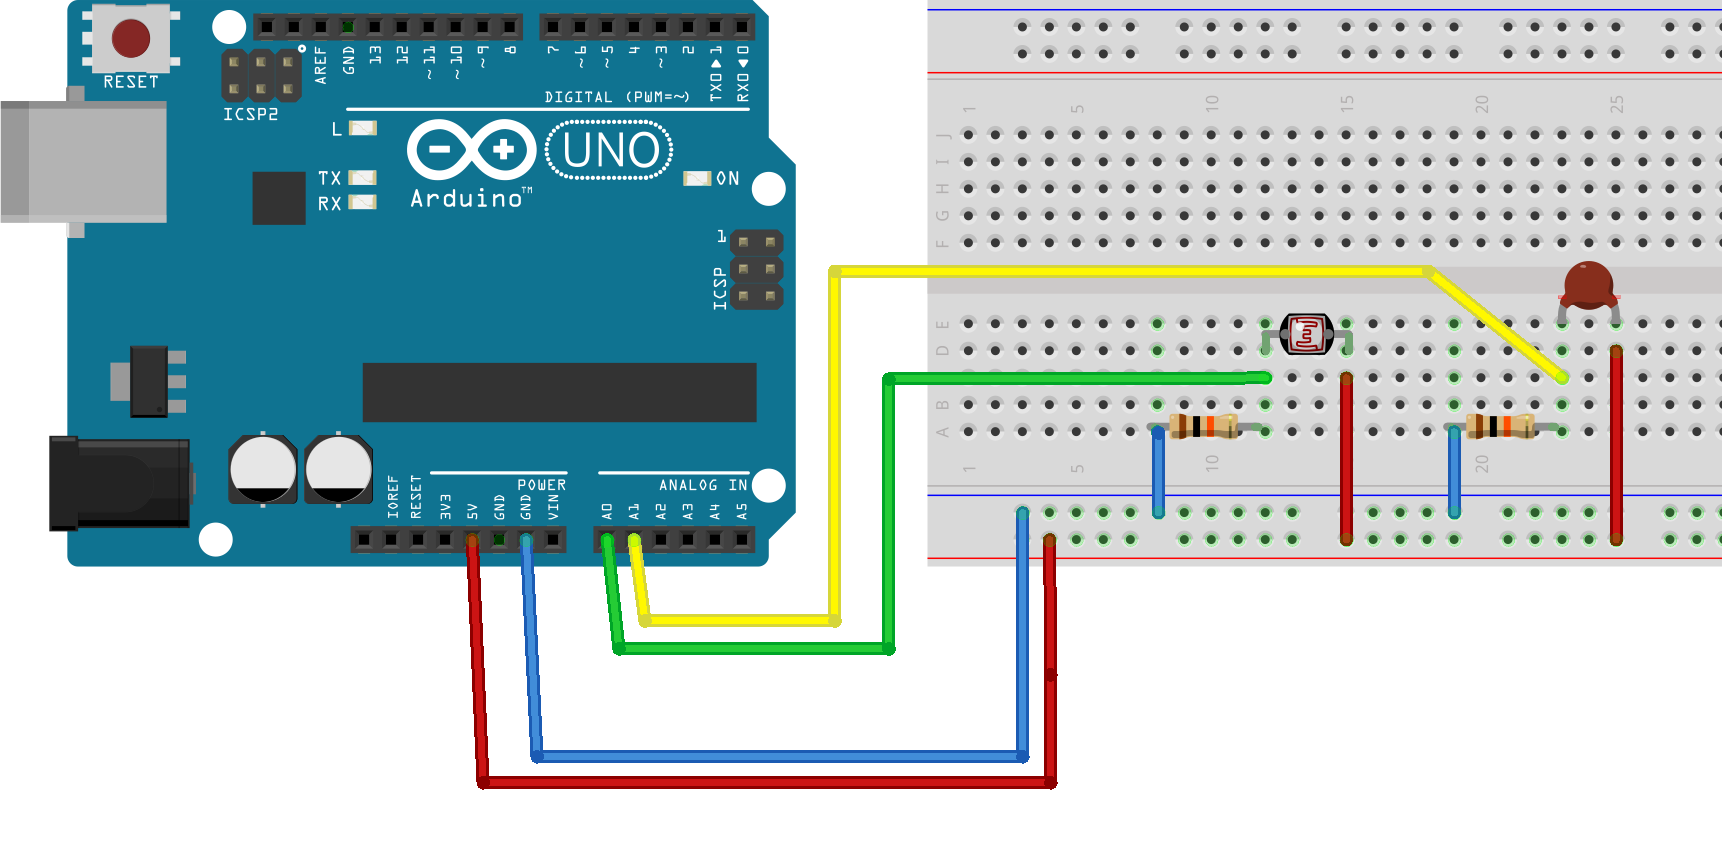 RESET
ICSP2
AREF
GND
13
12
~11
~10
~9
8
7
~6
~5
4
~3
2
TX0▶1
RX0◀0
DIGITAL (PWM=~)
L
TX
RX
UNO
Arduino™
ON
1
ICSP
IOREF
RESET
3V3
5V
GND
GND
VIN
POWER
ANALOG IN
A0
A1
A2
A3
A4
A5
1
5
10
15
20
25
J
I
H
G
F
E
D
B
A
1
5
10
20